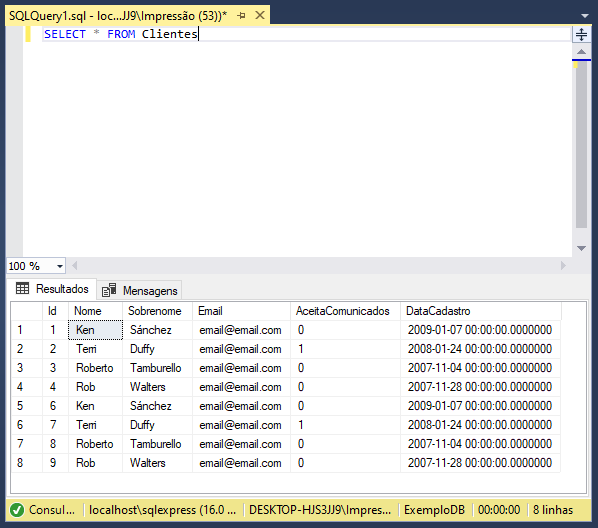 SQLQuery1.sql - loc...JJ9\Impressão (53))*
SELECT * FROM Clientes
100 %
Resultados Mensagens
Id Nome Sobrenome Email AceitaComunicados DataCadastro
1 1 Ken Sánchez email@email.com 0 2009-01-07 00:00:00.0000000
2 2 Terri Duffy email@email.com 1 2008-01-24 00:00:00.0000000
3 3 Roberto Tamburello email@email.com 0 2007-11-04 00:00:00.0000000
4 4 Rob Walters email@email.com 0 2007-11-28 00:00:00.0000000
5 6 Ken Sánchez email@email.com 0 2009-01-07 00:00:00.0000000
6 7 Terri Duffy email@email.com 1 2008-01-24 00:00:00.0000000
7 8 Roberto Tamburello email@email.com 0 2007-11-04 00:00:00.0000000
8 9 Rob Walters email@email.com 0 2007-11-28 00:00:00.0000000
Consul... localhost\sqlexpress (16.0 ... DESKTOP-HJS3JJ9\Impres... ExemploDB 00:00:00 8 linhas